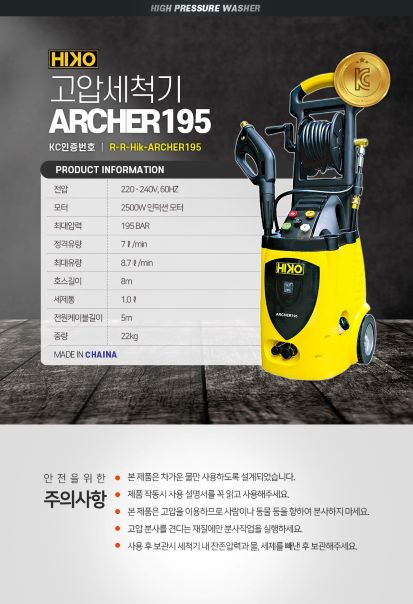 HIGH PRESSURE WASHER
HIKO
고압세척기
ARCHER195
KC인증번호 | R-R-Hik-ARCHER195
PRODUCT INFORMATION
전압 220 - 240V, 60HZ
모터 2500W 인덕션 모터
최대압력 195 BAR
정격유량 7 ℓ /min
최대유량 8.7 ℓ /min
호스길이 8m
세제통 1.0 ℓ
전원케이블길이 5m
중량 22kg
MADE IN CHAINA
KC
HIKO
ARCHER195
안전을위한
주의사항
본 제품은 차가운 물만 사용하도록 설계되었습니다.
제품 작동시 사용 설명서를 꼭 읽고 사용해주세요.
본 제품은 고압을 이용하므로 사람이나 동물 등을 향하여 분사하지 마세요.
고압 분사를 견디는 재질에만 분사작업을 실행하세요.
사용 후 보관시 세척기 내 잔존압력과 물, 세제를 빼낸 후 보관해주세요.